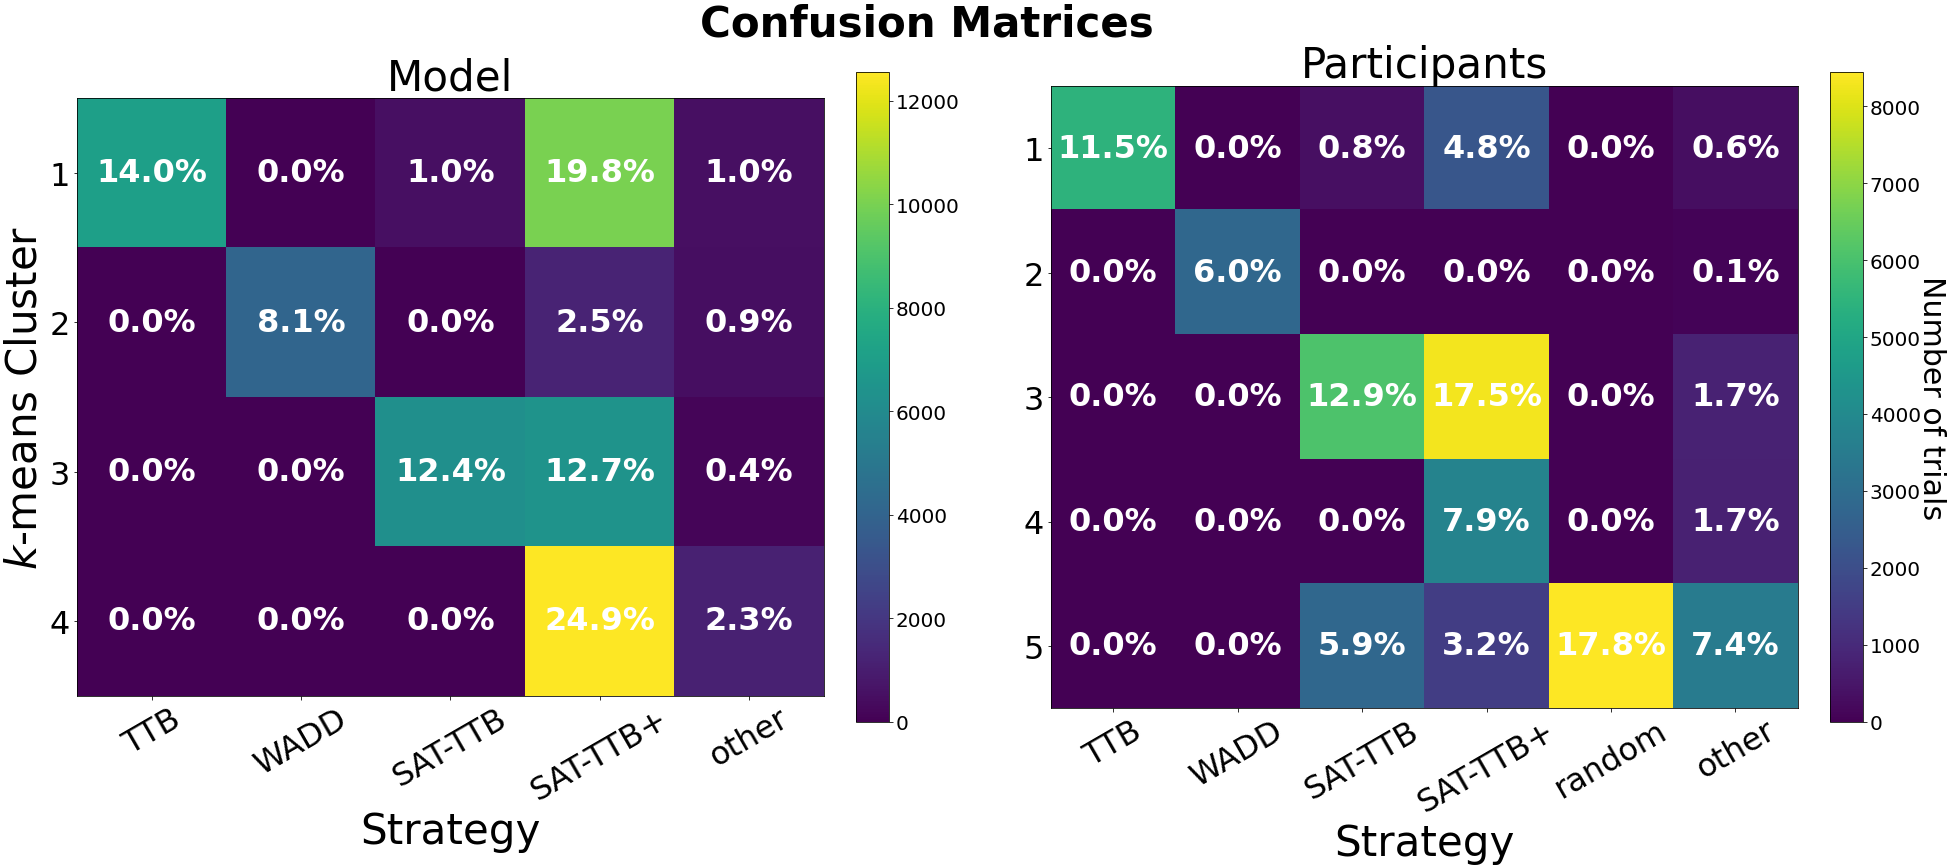 Confusion Matrices
Model
k-means Cluster
1
14.0% 0.0% 1.0% 19.8% 1.0%
2
0.0% 8.1% 0.0% 2.5% 0.9%
3
0.0% 0.0% 12.4% 12.7% 0.4%
4
0.0% 0.0% 0.0% 24.9% 2.3%
TTB WADD SAT-TTB SAT-TTB+ other
Strategy
12000
10000
8000
6000
4000
2000
0
Participants
1
11.5% 0.0% 0.8% 4.8% 0.0% 0.6%
2
0.0% 6.0% 0.0% 0.0% 0.0% 0.1%
3
0.0% 0.0% 12.9% 17.5% 0.0% 1.7%
4
0.0% 0.0% 0.0% 7.9% 0.0% 1.7%
5
0.0% 0.0% 5.9% 3.2% 17.8% 7.4%
TTB WADD SAT-TTB SAT-TTB+ random other
Strategy
8000
7000
6000
5000
4000
3000
2000
1000
0
Number of trials